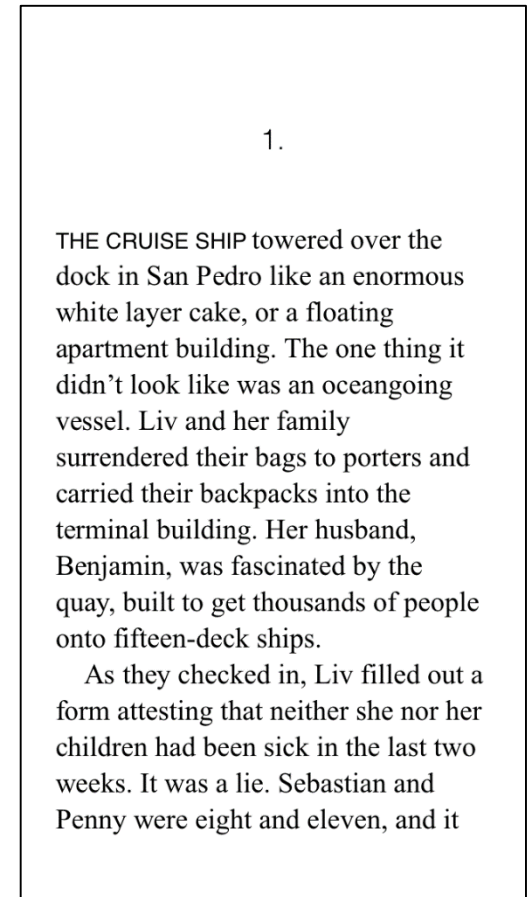 1.
THE CRUISE SHIP towered over the
dock in San Pedro like an enormous
white layer cake, or a floating
apartment building. The one thing it
didn’t look like was an oceangoing
vessel. Liv and her family
surrendered their bags to porters and
carried their backpacks into the
terminal building. Her husband,
Benjamin, was fascinated by the
quay, built to get thousands of people
onto fifteen-deck ships.
As they checked in, Liv filled out a
form attesting that neither she nor her
children had been sick in the last two
weeks. It was a lie. Sebastian and
Penny were eight and eleven, and it